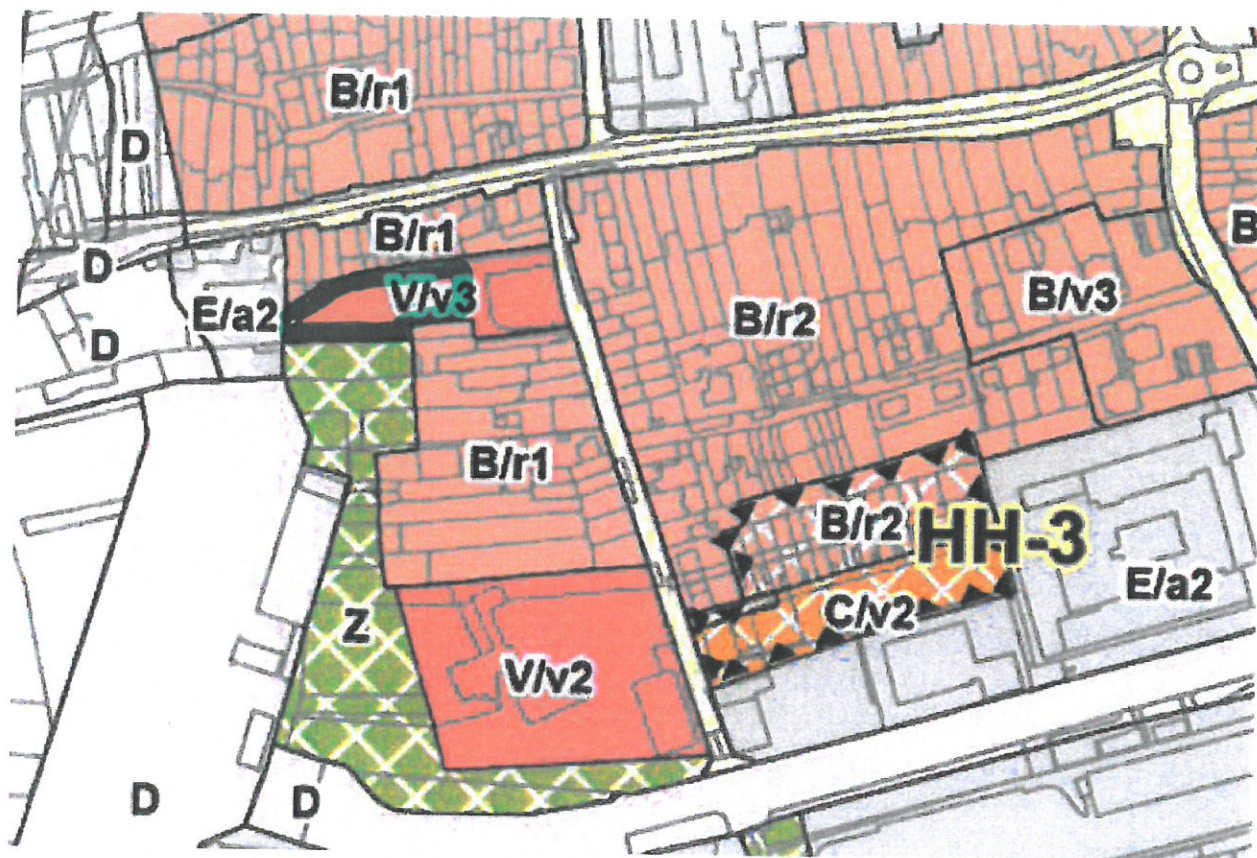 B/r1
D
B/r1
B
D
E/a2
V/v3
B/r2
B/v3
D
B/r1
B/r2
HH-3
E/a2
C/v2
Z
V/v2
D
D